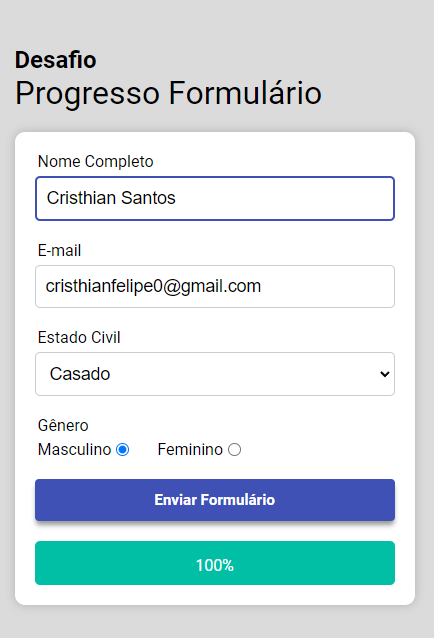 Desafio
Progresso Formulário
Nome Completo
Cristhian Santos
E-mail
cristhianfelipe0@gmail.com
Estado Civil
Casado
Gênero
Masculino Feminino
Enviar Formulário
100%